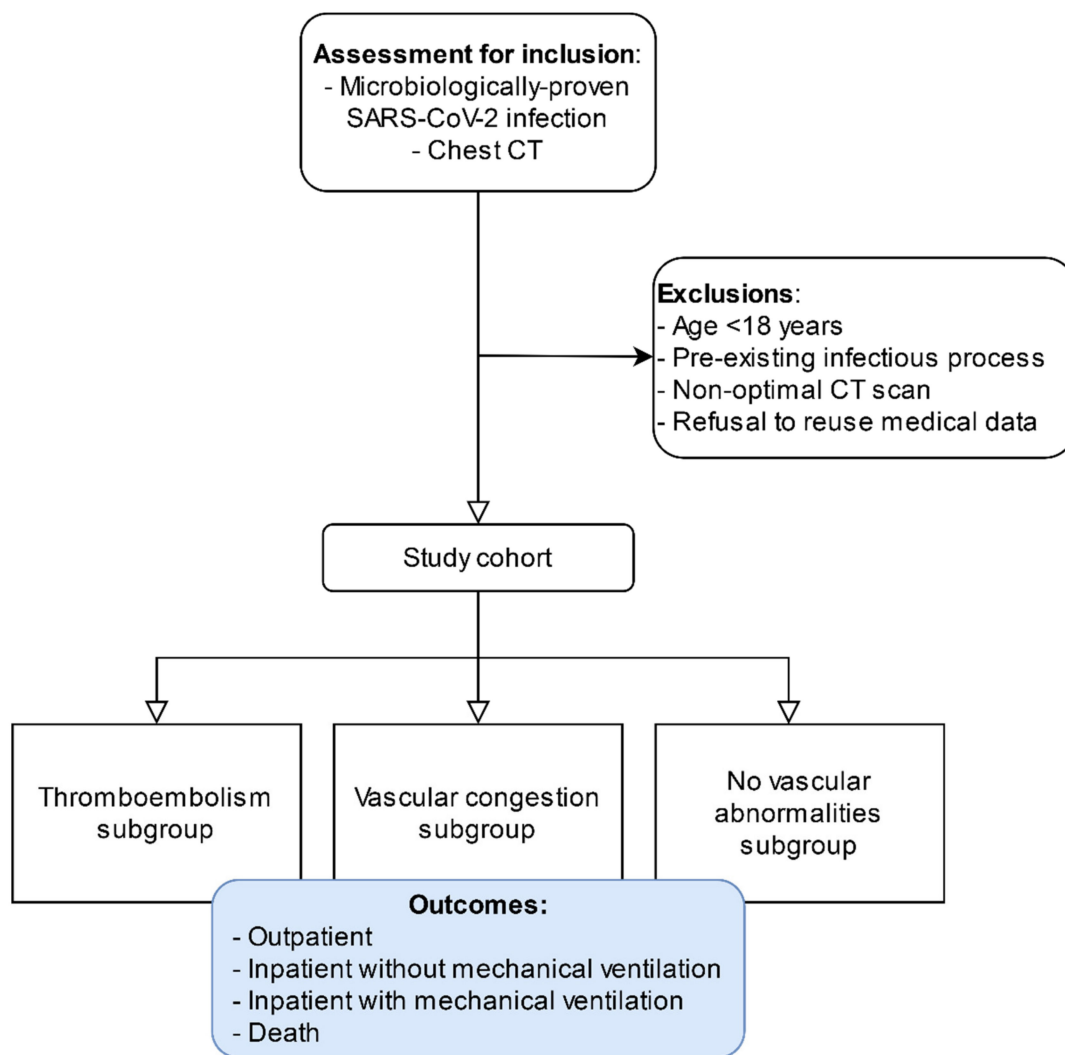 Assessment for inclusion:
- Microbiologically-proven
SARS-CoV-2 infection
- Chest CT
Exclusions:
- Age <18 years
- Pre-existing infectious process
- Non-optimal CT scan
- Refusal to reuse medical data
Study cohort
Thromboembolism
subgroup
Vascular congestion
subgroup
No vascular
abnormalities
subgroup
Outcomes:
- Outpatient
- Inpatient without mechanical ventilation
- Inpatient with mechanical ventilation
- Death